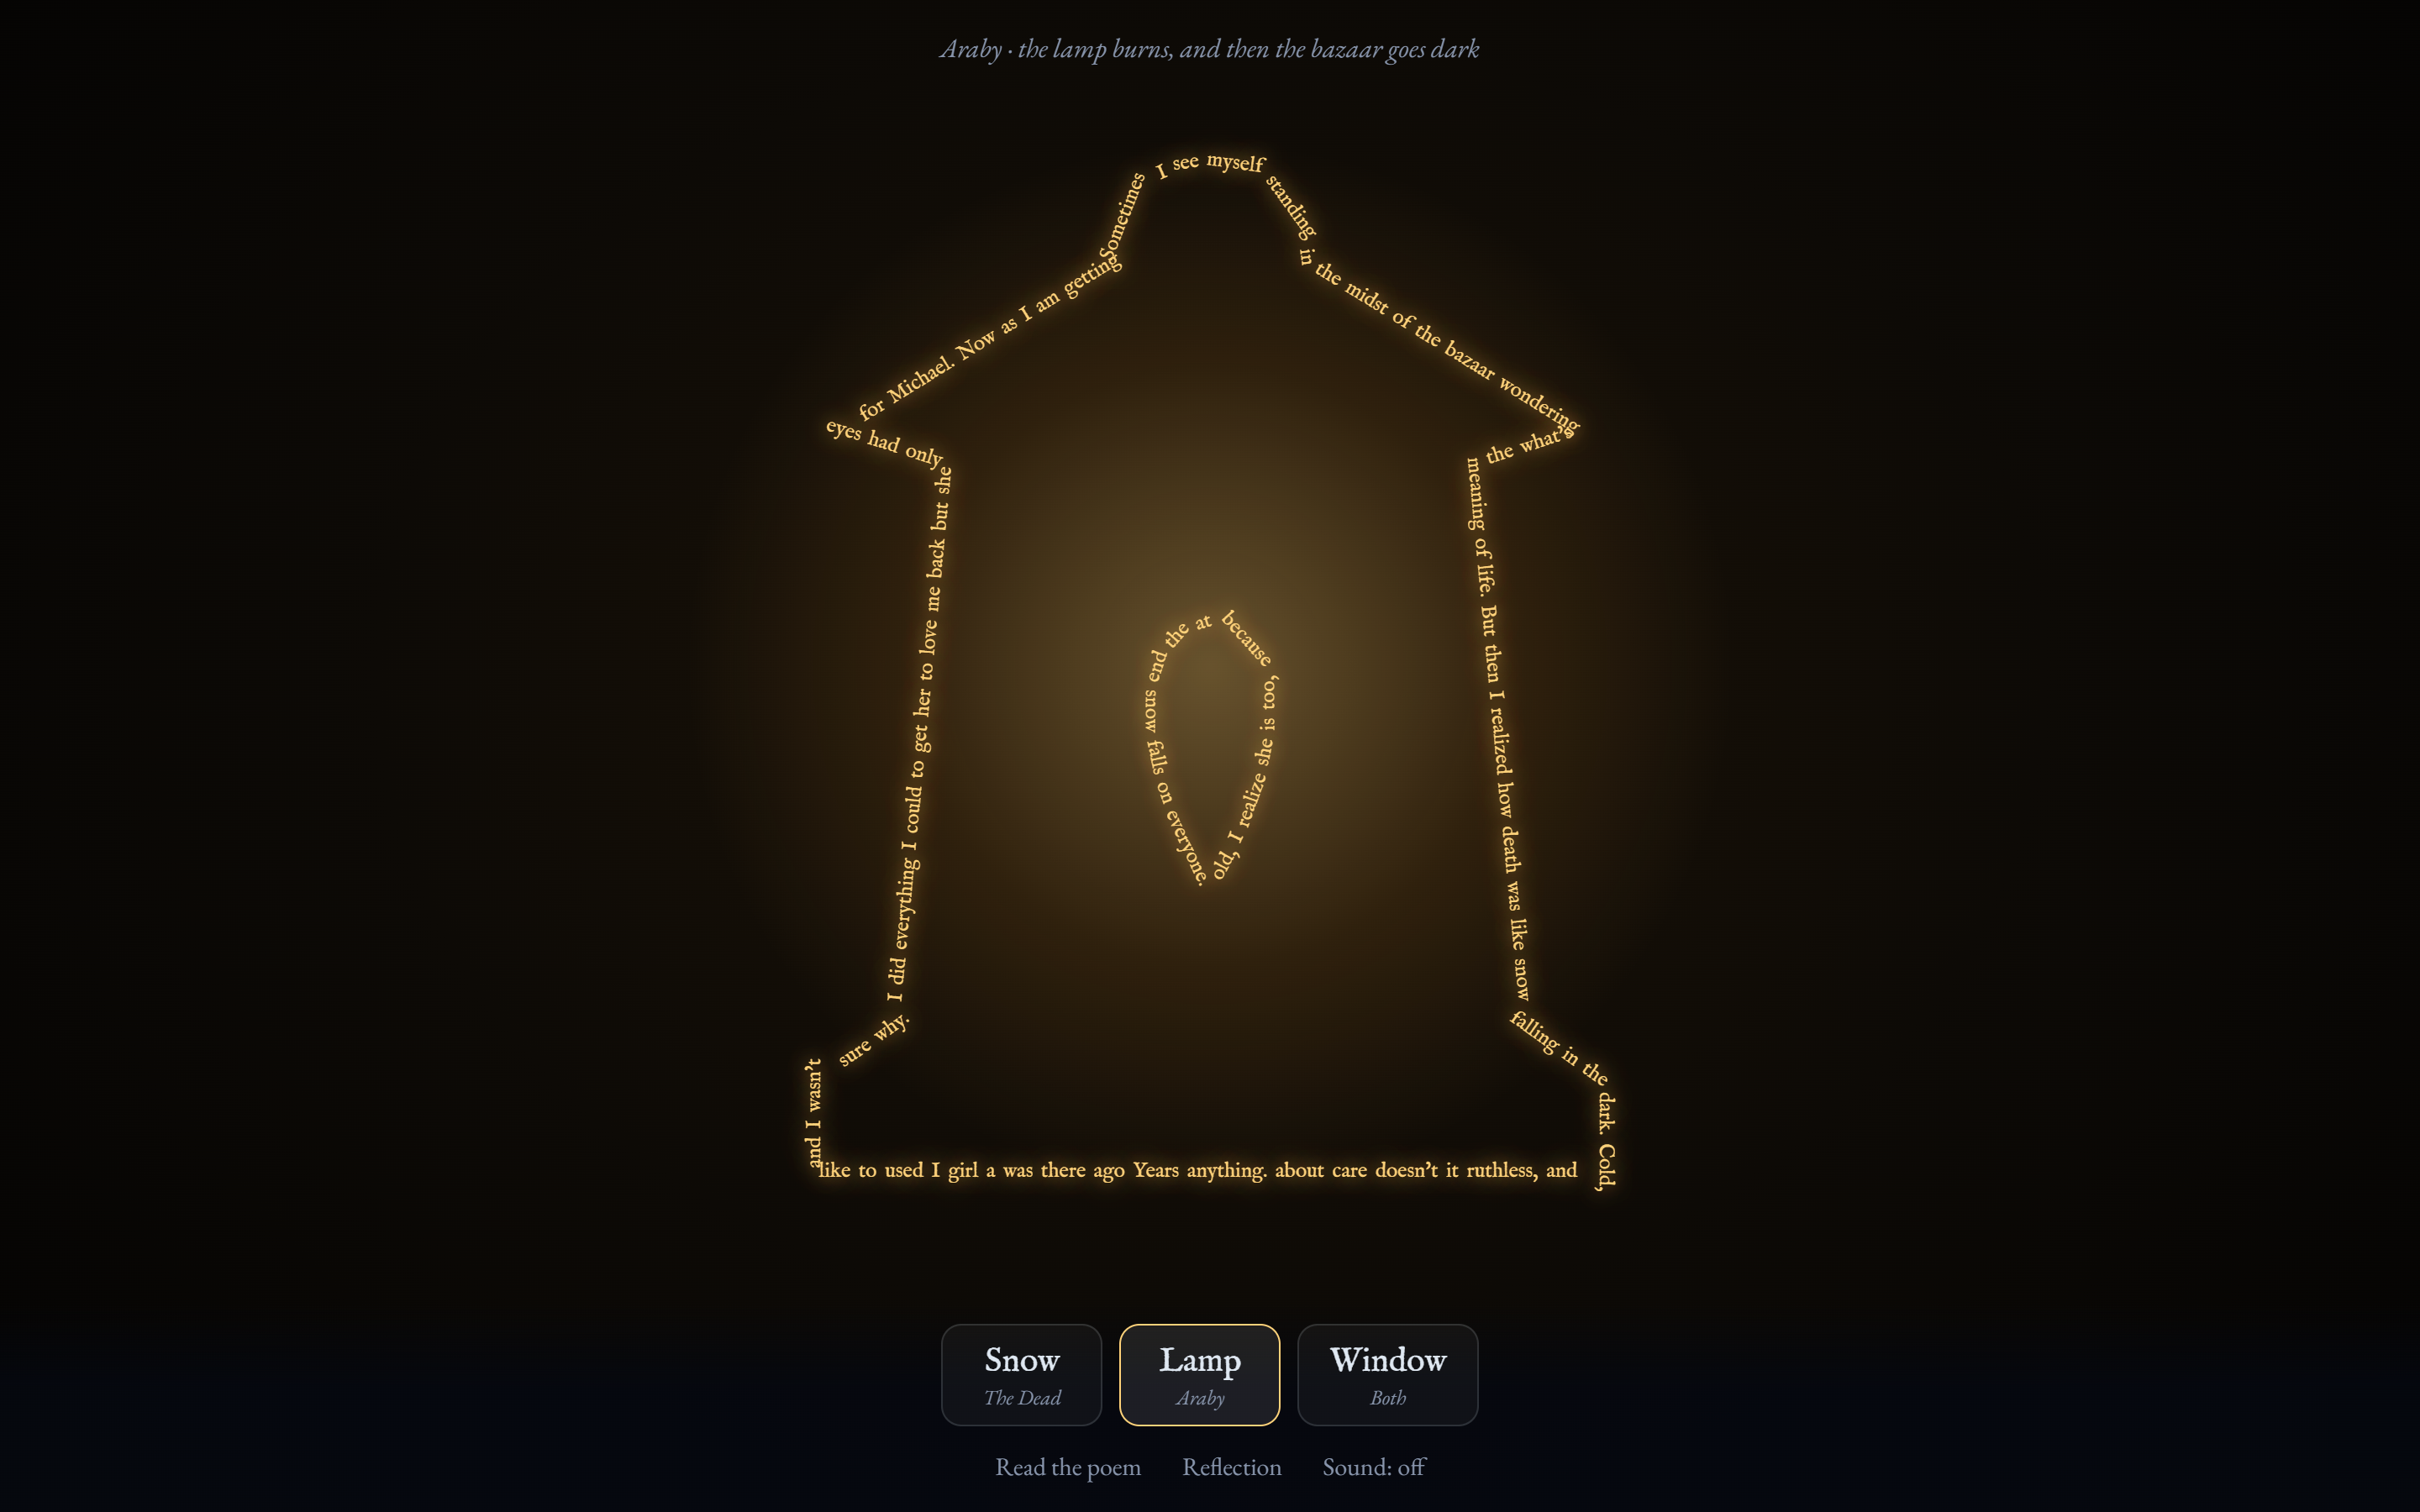 Araby · the lamp burns, and then the bazaar goes dark
Sometimes
I see myself
standing
in
the midst of the bazaar wondering
the what's
meaning of life. But then I realized how death was like snow
falling in the
dark. Cold,
like to used I girl a was there ago Years anything. about care doesn't it ruthless, and
and I wasn't
sure why.
I did everything I could to get her to love me back but she
eyes had only
for Michael. Now as I am getting
old, I realize she is too,
because
end the at
snow falls on everyone.
Snow
The Dead
Lamp
Araby
Window
Both
Read the poem Reflection Sound: off